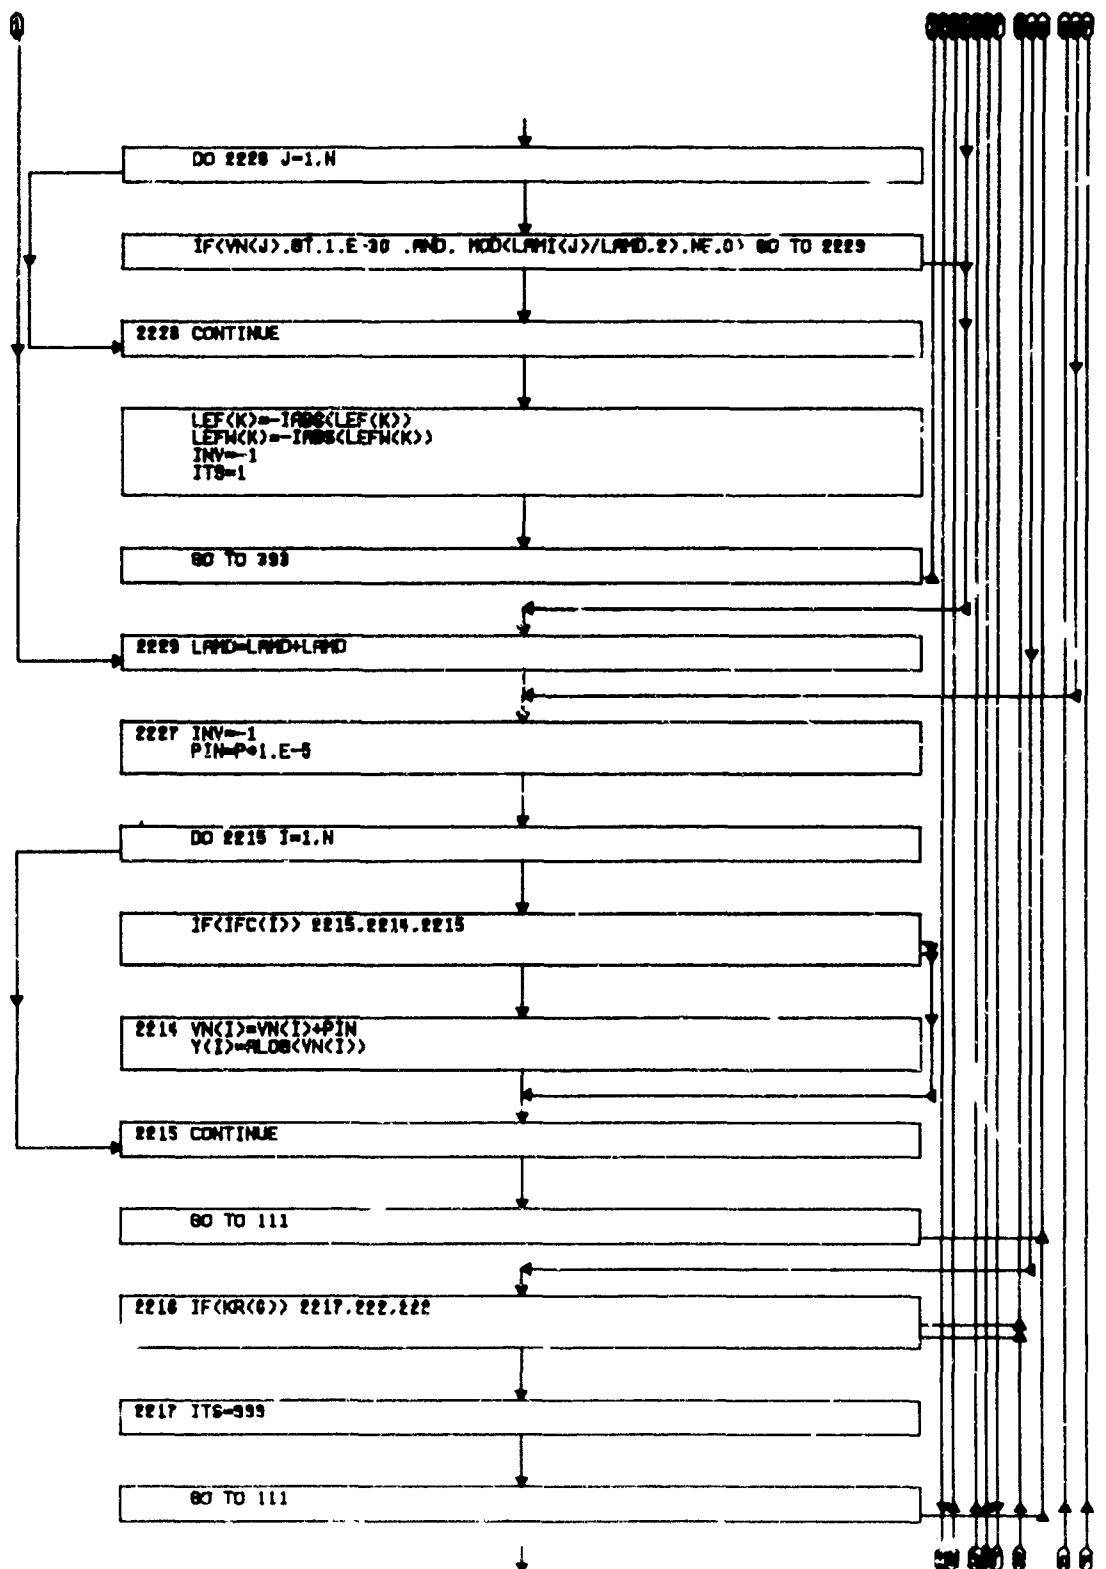 DO 2228 J=1,N
IF(VN(J).GT.1.E-30 .AND. MOD(LAMI(J)/LAMD,2).NE.0) GO TO 2229
2228 CONTINUE
LEF(K)=-IABS(LEF(K))
LEFW(K)=-IABS(LEFW(K))
INV=-1
ITS=1
GO TO 393
2229 LAMD=LAMD+LAMD
2227 INV=-1
PIN=P*1.E-5
DO 2215 I=1,N
IF(IFC(I)) 2215,2214,2215
2214 VN(I)=VN(I)+PIN
Y(I)=ALOG(VN(I))
2215 CONTINUE
GO TO 111
2216 IF(KR(6)) 2217,222,222
2217 ITS=999
GO TO 111